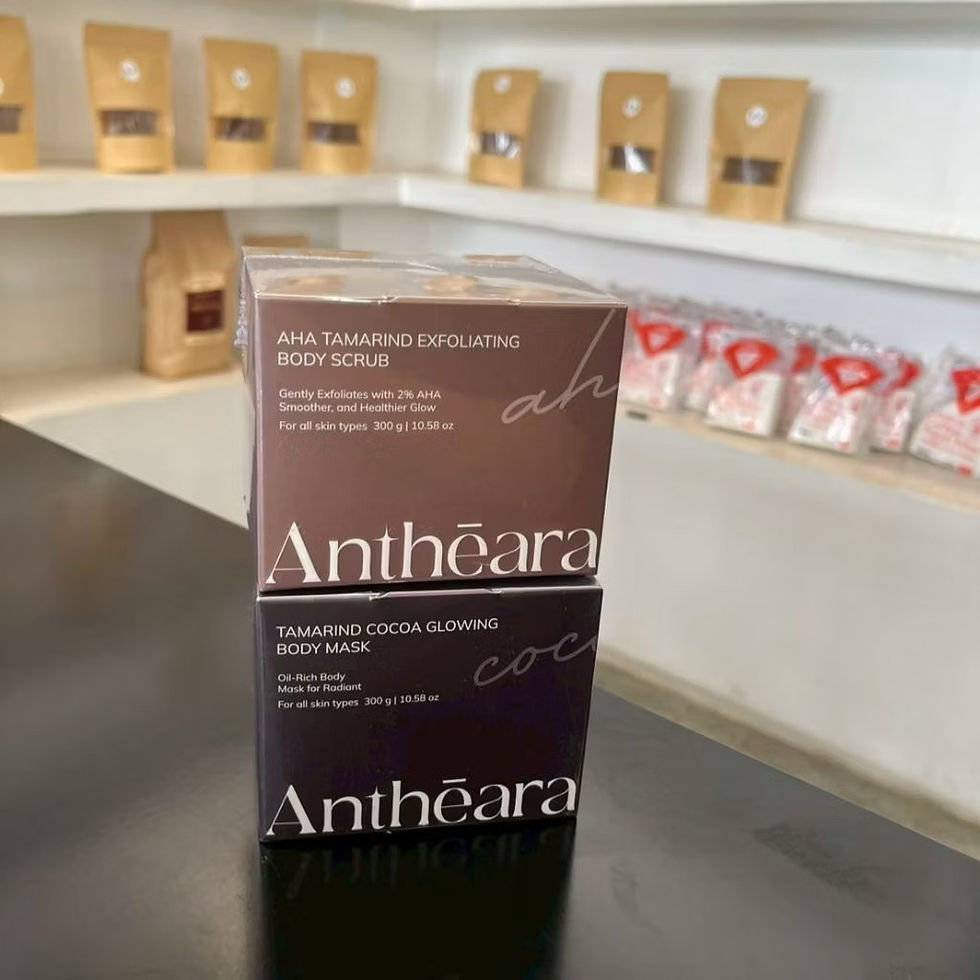 AHA TAMARIND EXFOLIATING
BODY SCRUB
ah
Gently Exfoliates with 2% AHA
Smoother, and Healthier Glow
For all skin types 300 g | 10.58 oz
Anthēara
TAMARIND COCOA GLOWING
BODY MASK
coc
Oil-Rich Body
Mask for Radiant
For all skin types 300 g | 10.58 oz
Anthēara